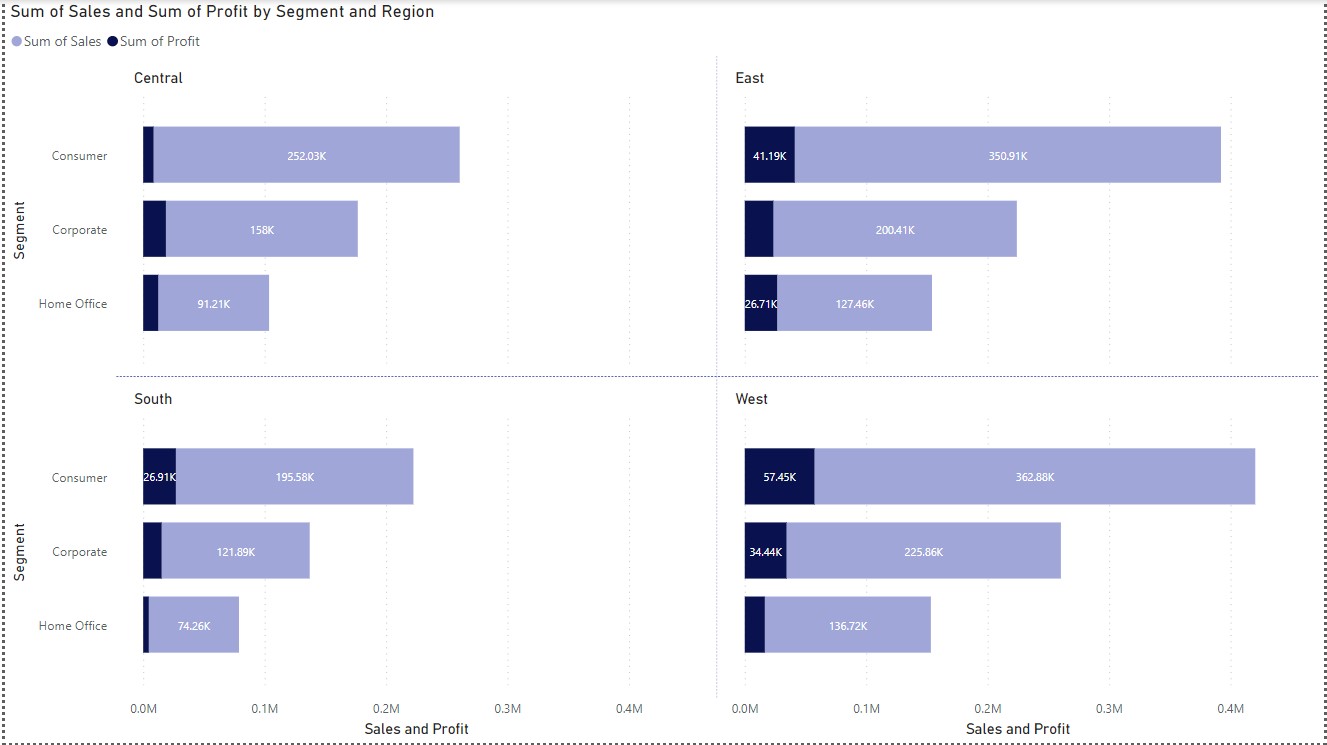 Sum of Sales and Sum of Profit by Segment and Region
Sum of Sales Sum of Profit
Central
Segment
Consumer
252.03K
Corporate
158K
Home Office
91.21K
East
41.19K 350.91K
200.41K
26.71K 127.46K
South
Segment
Consumer
26.91K 195.58K
Corporate
121.89K
Home Office
74.26K
0.0M 0.1M 0.2M 0.3M 0.4M
Sales and Profit
West
57.45K 362.88K
34.44K 225.86K
136.72K
0.0M 0.1M 0.2M 0.3M 0.4M
Sales and Profit